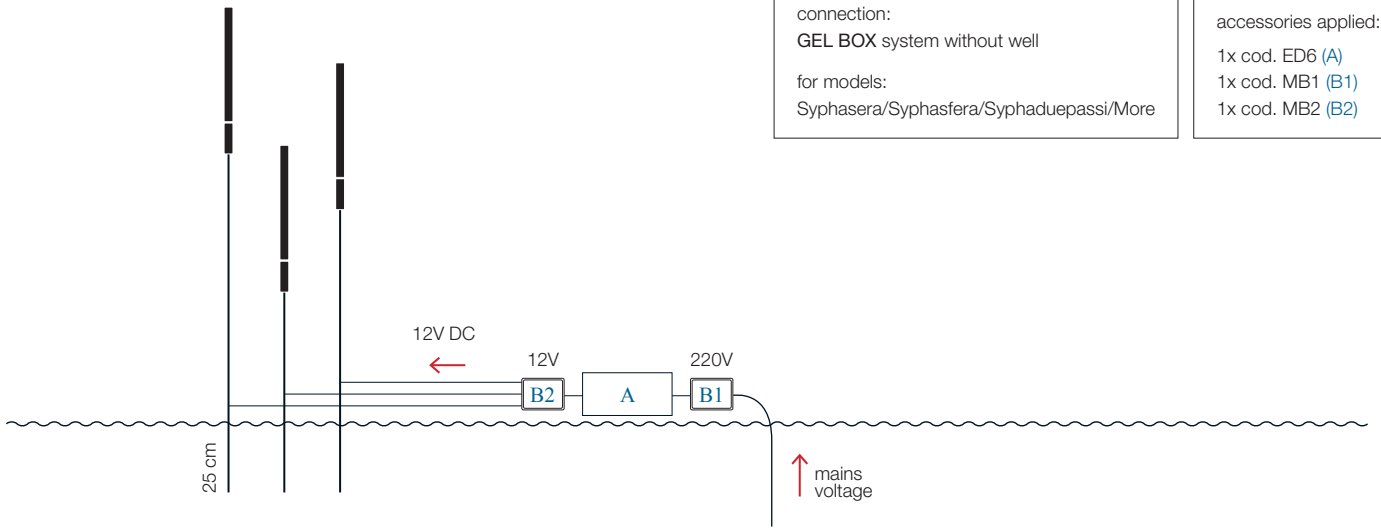 connection:
GEL BOX system without well
for models:
Syphasera/Syphasfera/Syphaduepassi/More
accessories applied:
1x cod. ED6 (A)
1x cod. MB1 (B1)
1x cod. MB2 (B2)
12V DC
12V
220V
B2
A
B1
25 cm
mains
voltage